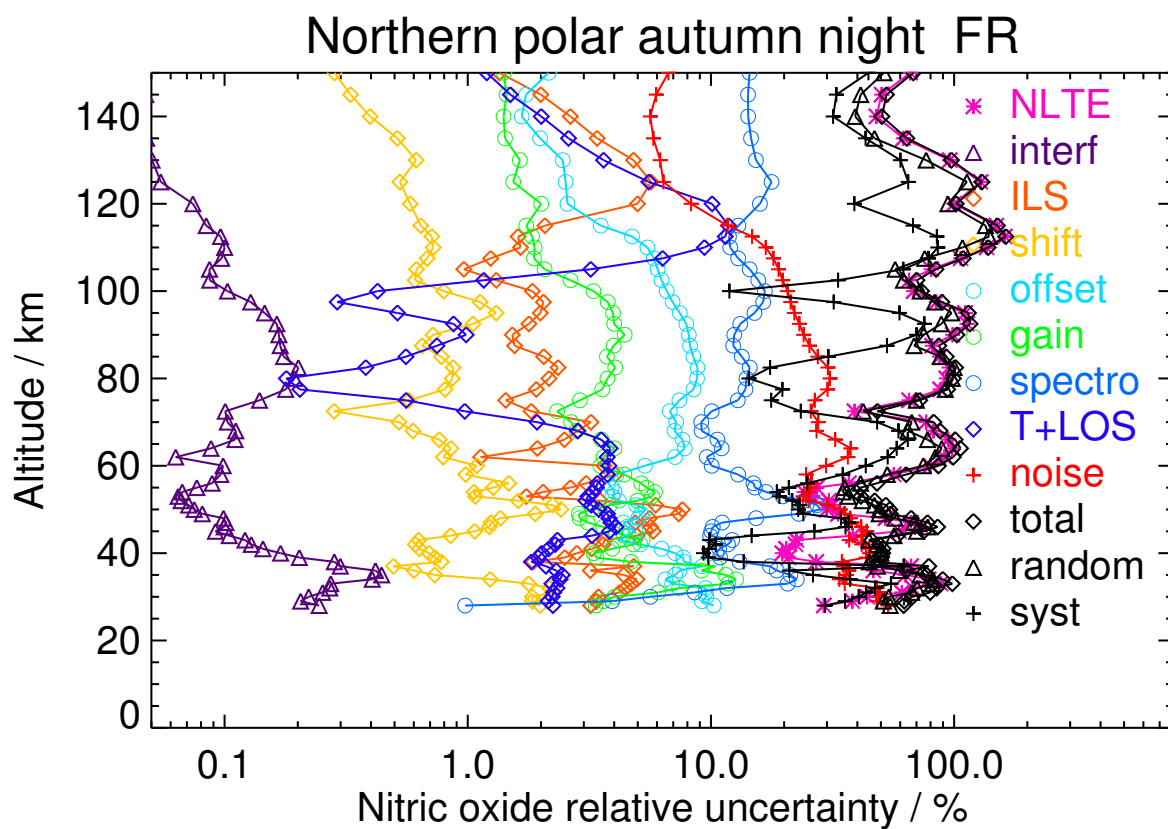 Northern polar autumn night FR
Altitude / km
140
120
100
80
60
40
20
0
NLTE
interf
ILS
shift
offset
gain
spectro
T+LOS
noise
total
random
syst
0.1 1.0 10.0 100.0
Nitric oxide relative uncertainty / %